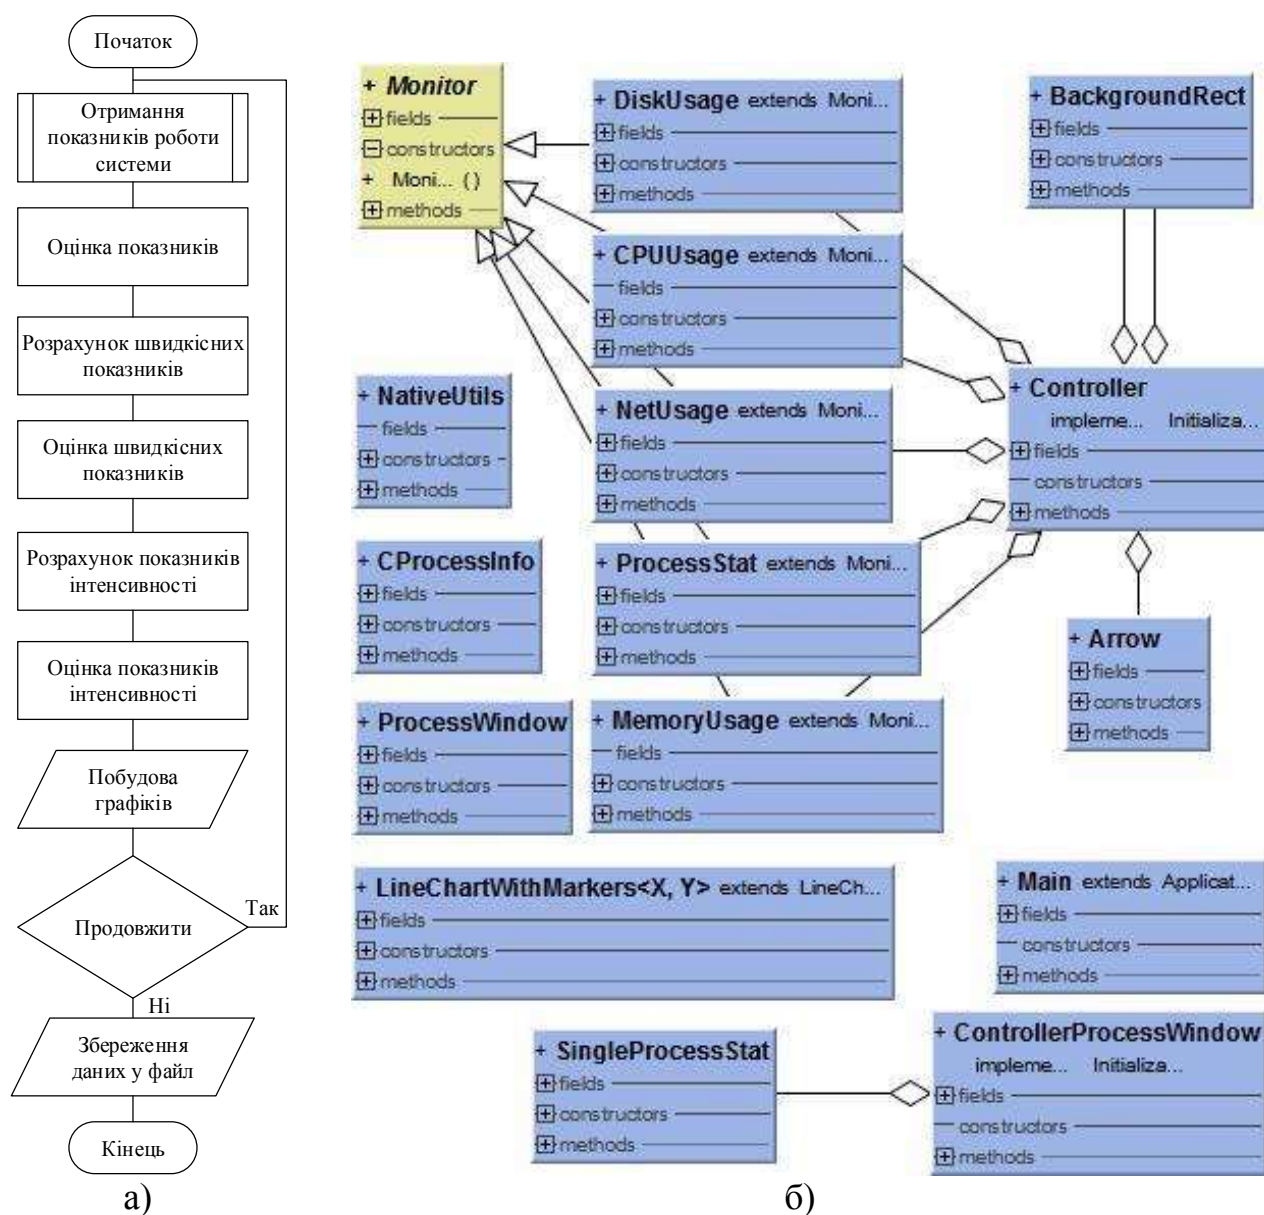 Початок
Отримання
показників роботи
системи
Оцінка показників
Розрахунок швидкісних
показників
Оцінка швидкісних
показників
Розрахунок показників
інтенсивності
Оцінка показників
інтенсивності
Побудова
графіків
Продовжити
Так
Ні
Збереження
даних у файл
Кінець
а)
+ Monitor
fields
constructors
+ Moni... ()
methods
+ DiskUsage extends Moni...
fields
constructors
methods
+ BackgroundRect
fields
constructors
methods
+ CPUUsage extends Moni...
fields
constructors
methods
+ NativeUtils
fields
constructors
methods
+ NetUsage extends Moni...
fields
constructors
methods
+ Controller
impleme... Initializa...
fields
constructors
methods
+ CProcessInfo
fields
constructors
methods
+ ProcessStat extends Moni...
fields
constructors
methods
+ Arrow
fields
constructors
methods
+ ProcessWindow
fields
constructors
methods
+ MemoryUsage extends Moni...
fields
constructors
methods
+ LineChartWithMarkers<X, Y> extends LineCh...
fields
constructors
methods
+ Main extends Applicat...
fields
constructors
methods
+ SingleProcessStat
fields
constructors
methods
+ ControllerProcessWindow
impleme... Initializa...
fields
constructors
methods
б)